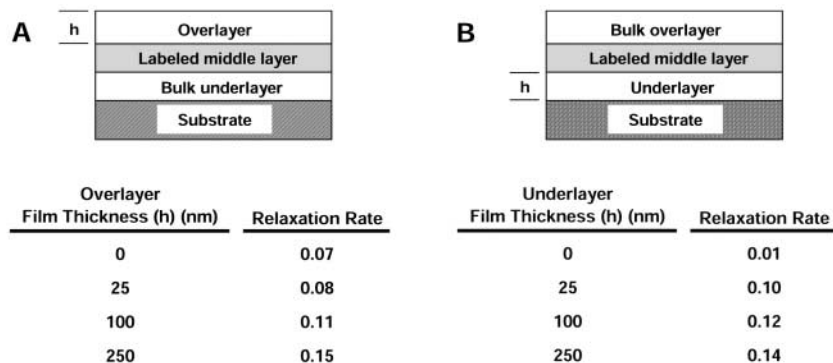 A
h
Overlayer
Labeled middle layer
Bulk underlayer
Substrate
Overlayer
Film Thickness (h) (nm) Relaxation Rate
0 0.07
25 0.08
100 0.11
250 0.15
B
Bulk overlayer
Labeled middle layer
h
Underlayer
Substrate
Underlayer
Film Thickness (h) (nm) Relaxation Rate
0 0.01
25 0.10
100 0.12
250 0.14